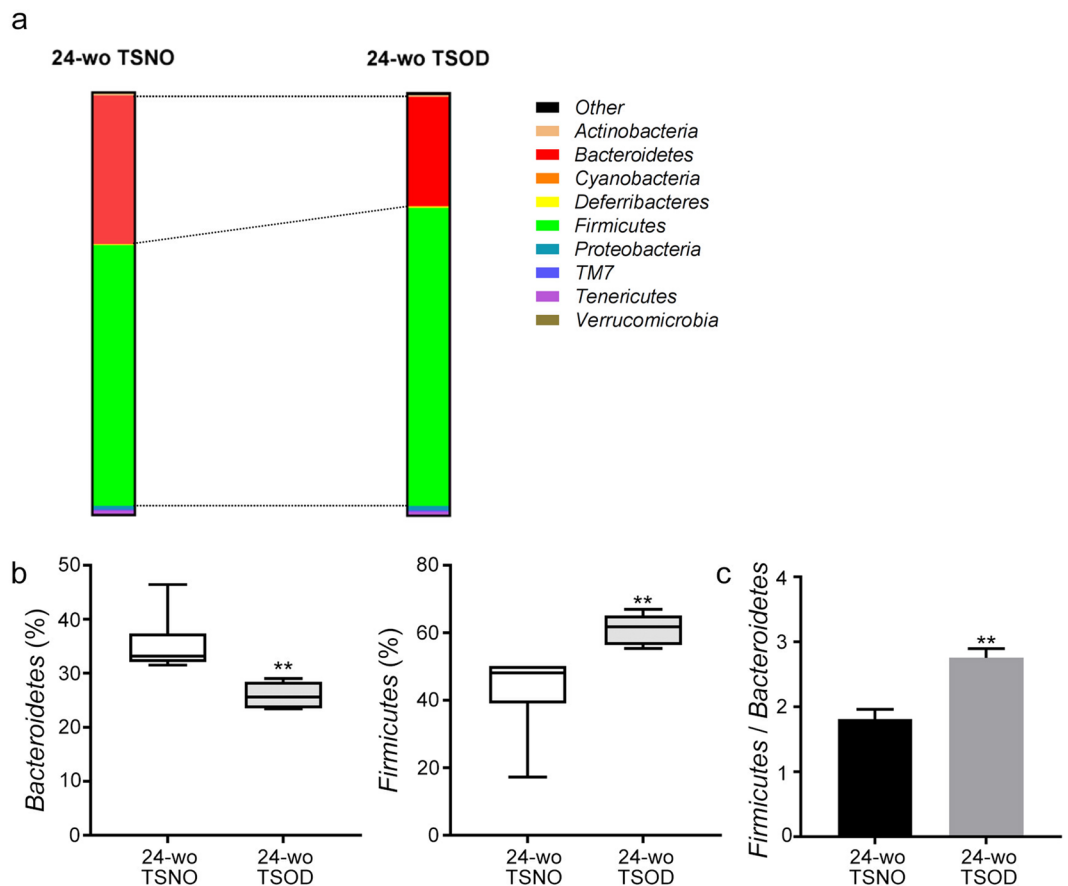 a
24-wo TSNO
24-wo TSOD
Other
Actinobacteria
Bacteroidetes
Cyanobacteria
Deferribacteres
Firmicutes
Proteobacteria
TM7
Tenericutes
Verrucomicrobia
b
Bacteroidetes (%)
50
40
30
20
10
0
**
24-wo
TSNO
24-wo
TSOD
Firmicutes (%)
80
60
40
20
0
**
24-wo
TSNO
24-wo
TSOD
c
Firmicutes / Bacteroidetes
4
3
2
1
0
**
24-wo
TSNO
24-wo
TSOD